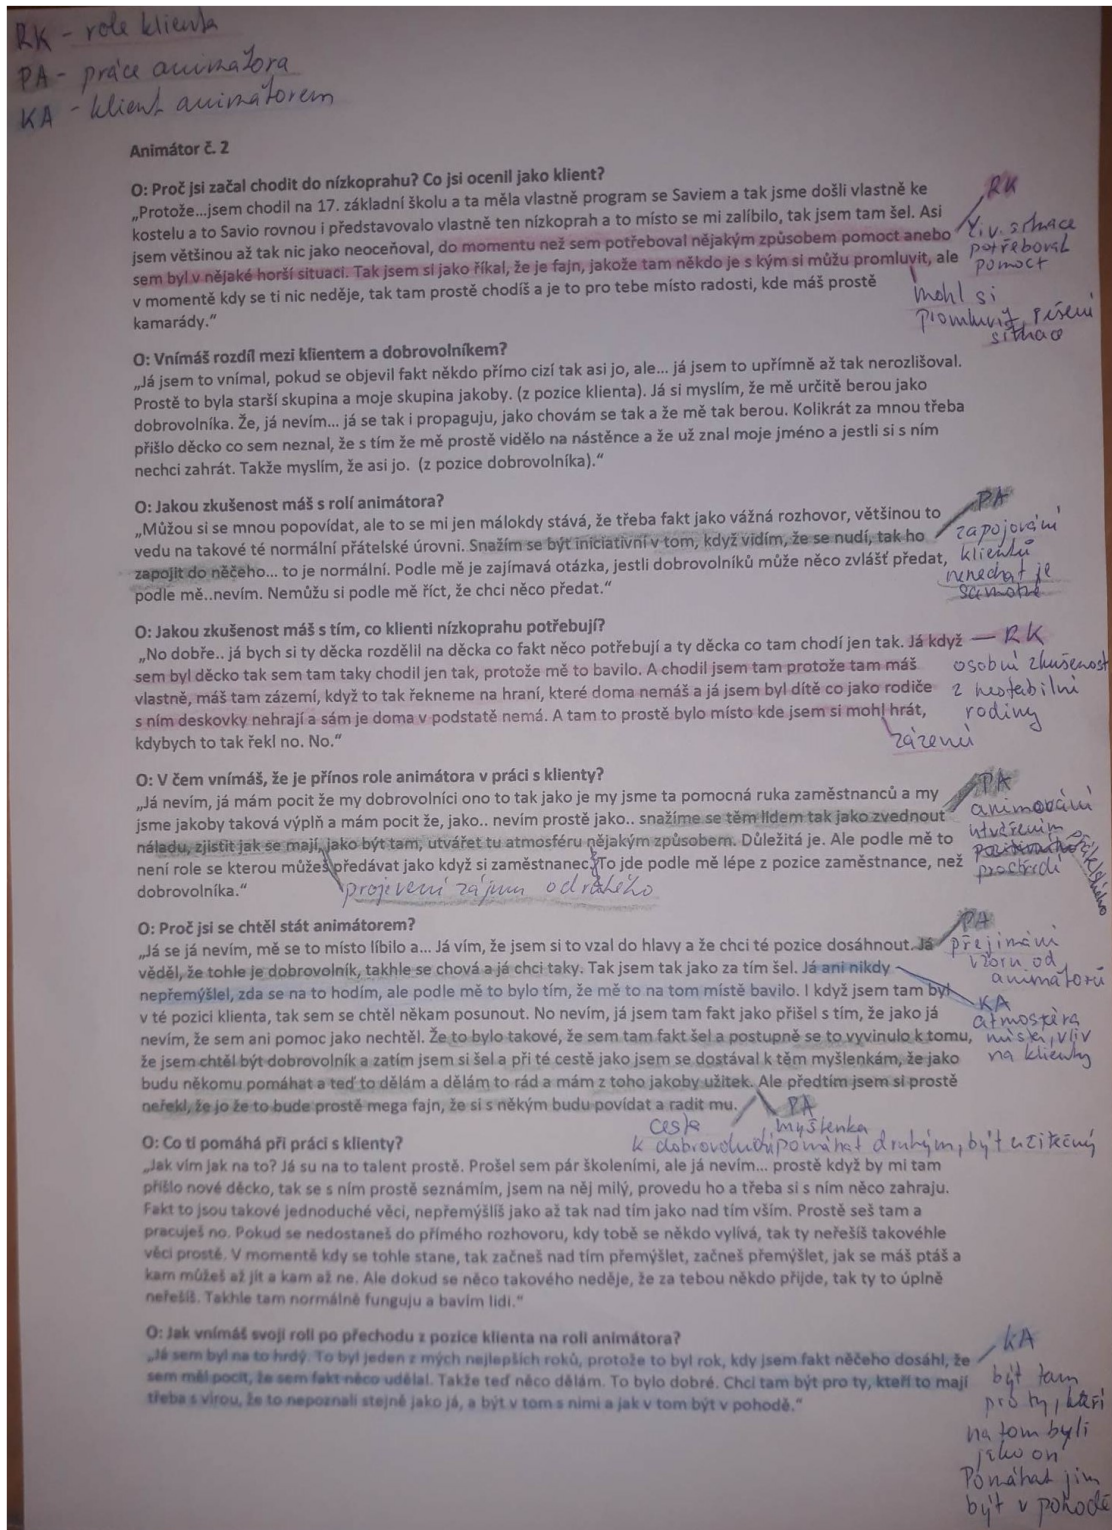 RK - role klienta
PA - práce animátora
KA - klient animátorem
Animátor č. 2
O: Proč jsi začal chodit do nízkoprahu? Co jsi ocenil jako klient?
„Protože...jsem chodil na 17. základní školu a ta měla vlastně program se Saviem a tak jsme došli vlastně ke
kostelu a to Savio rovnou i představovalo vlastně ten nízkoprah a to místo se mi zalíbilo, tak jsem tam šel. Asi
jsem většinou až tak nic jako neoceňoval, do momentu než sem potřeboval nějakým způsobem pomoct anebo
sem byl v nějaké horší situaci. Tak jsem si jako říkal, že je fajn, jakože tam někdo je s kým si můžu promluvit, ale
v momentě kdy se ti nic neděje, tak tam prostě chodíš a je to pro tebe místo radosti, kde máš prostě
kamarády.“
RK
živ. situace
potřeboval
pomoct
mohl si
promluvit, řešení
situace
O: Vnímáš rozdíl mezi klientem a dobrovolníkem?
„Já jsem to vnímal, pokud se objevil fakt někdo přímo cizí tak asi jo, ale... já jsem to upřímně až tak nerozlišoval.
Prostě to byla starší skupina a moje skupina jakoby. (z pozice klienta). Já si myslím, že mě určitě berou jako
dobrovolníka. Že, já nevím... já se tak i propaguju, jako chovám se tak a že mě tak berou. Kolikrát za mnou třeba
přišlo děcko co sem neznal, že s tím že mě prostě vidělo na nástěnce a že už znal moje jméno a jestli si s ním
nechci zahrát. Takže myslím, že asi jo. (z pozice dobrovolníka).“
O: Jakou zkušenost máš s rolí animátora?
„Můžou si se mnou popovídat, ale to se mi jen málokdy stává, že třeba fakt jako vážná rozhovor, většinou to
vedu na takové té normální přátelské úrovni. Snažím se být iniciativní v tom, když vidím, že se nudí, tak ho
zapojit do něčeho... to je normální. Podle mě je zajímavá otázka, jestli dobrovolníků může něco zvlášť předat,
podle mě..nevím. Nemůžu si podle mě říct, že chci něco předat.“
PA
zapojování
klientů
nenechat je
samotné
O: Jakou zkušenost máš s tím, co klienti nízkoprahu potřebují?
„No dobře.. já bych si ty děcka rozdělil na děcka co fakt něco potřebují a ty děcka co tam chodí jen tak. Já když
sem byl děcko tak sem tam taky chodil jen tak, protože mě to bavilo. A chodil jsem tam protože tam máš
vlastně, máš tam zázemí, když to tak řekneme na hraní, které doma nemáš a já jsem byl dítě co jako rodiče
s ním deskovky nehrají a sám je doma v podstatě nemá. A tam to prostě bylo místo kde jsem si mohl hrát,
kdybych to tak řekl no. No.“
RK
osobní zkušenost
z nestabilní
rodiny
zázemí
O: V čem vnímáš, že je přínos role animátora v práci s klienty?
„Já nevím, já mám pocit že my dobrovolníci ono to tak jako je my jsme ta pomocná ruka zaměstnanců a my
jsme jakoby taková výplň a mám pocit že, jako.. nevím prostě jako.. snažíme se těm lidem tak jako zvednout
náladu, zjistit jak se mají, jako být tam, utvářet tu atmosféru nějakým způsobem. Důležitá je. Ale podle mě to
není role se kterou můžeš předávat jako když si zaměstnanec. To jde podle mě lépe z pozice zaměstnance, než
dobrovolníka.“
projevení zájmu o druhého
PA
animování
utvářením
prostředí
O: Proč jsi se chtěl stát animátorem?
„Já se já nevím, mě se to místo líbilo a... Já vím, že jsem si to vzal do hlavy a že chci té pozice dosáhnout. Já
věděl, že tohle je dobrovolník, takhle se chová a já chci taky. Tak jsem tak jako za tím šel. Já ani nikdy
nepřemýšlel, zda se na to hodím, ale podle mě to bylo tím, že mě to na tom místě bavilo. I když jsem tam byl
v té pozici klienta, tak sem se chtěl někam posunout. No nevím, já jsem tam fakt jako přišel s tím, že jako já
nevím, že sem ani pomoc jako nechtěl. Že to bylo takové, že sem tam fakt šel a postupně se to vyvinulo k tomu,
že jsem chtěl být dobrovolník a zatím jsem si šel a při té cestě jako jsem se dostával k těm myšlenkám, že jako
budu někomu pomáhat a teď to dělám a dělám to rád a mám z toho jakoby užitek. Ale předtím jsem si prostě
neřekl, že jo že to bude prostě mega fajn, že si s někým budu povídat a radit mu.
PA
přejímání
vzoru od
animátorů
KA
atmosféra
místa, vliv
na klienty
cesta
k dobrovolnictví
PA
myšlenka
pomáhat druhým, být užitečný
O: Co ti pomáhá při práci s klienty?
„Jak vím jak na to? Já su na to talent prostě. Prošel sem pár školeními, ale já nevím... prostě když by mi tam
přišlo nové děcko, tak se s ním prostě seznámím, jsem na něj milý, provedu ho a třeba si s ním něco zahraju.
Fakt to jsou takové jednoduché věci, nepřemýšlíš jako až tak nad tím jako nad tím vším. Prostě seš tam a
pracuješ no. Pokud se nedostaneš do přímého rozhovoru, kdy tobě se někdo vylívá, tak ty neřešíš takovéhle
věci prostě. V momentě kdy se tohle stane, tak začneš nad tím přemýšlet, začneš přemýšlet, jak se máš ptáš a
kam můžeš až jít a kam až ne. Ale dokud se něco takového neděje, že za tebou někdo přijde, tak ty to úplně
neřešíš. Takhle tam normálně funguju a bavím lidi.“
O: Jak vnímáš svoji roli po přechodu z pozice klienta na roli animátora?
„Já sem byl na to hrdý. To byl jeden z mých nejlepších roků, protože to byl rok, kdy jsem fakt něčeho dosáhl, že
sem měl pocit, že sem fakt něco udělal. Takže teď něco dělám. To bylo dobré. Chci tam být pro ty, kteří to mají
třeba s vírou, že to nepoznali stejně jako já, a být v tom s nimi a jak v tom být v pohodě.“
KA
být tam
pro ty, kteří
na tom byli
jako on
Pomáhat jim
být v pohodě